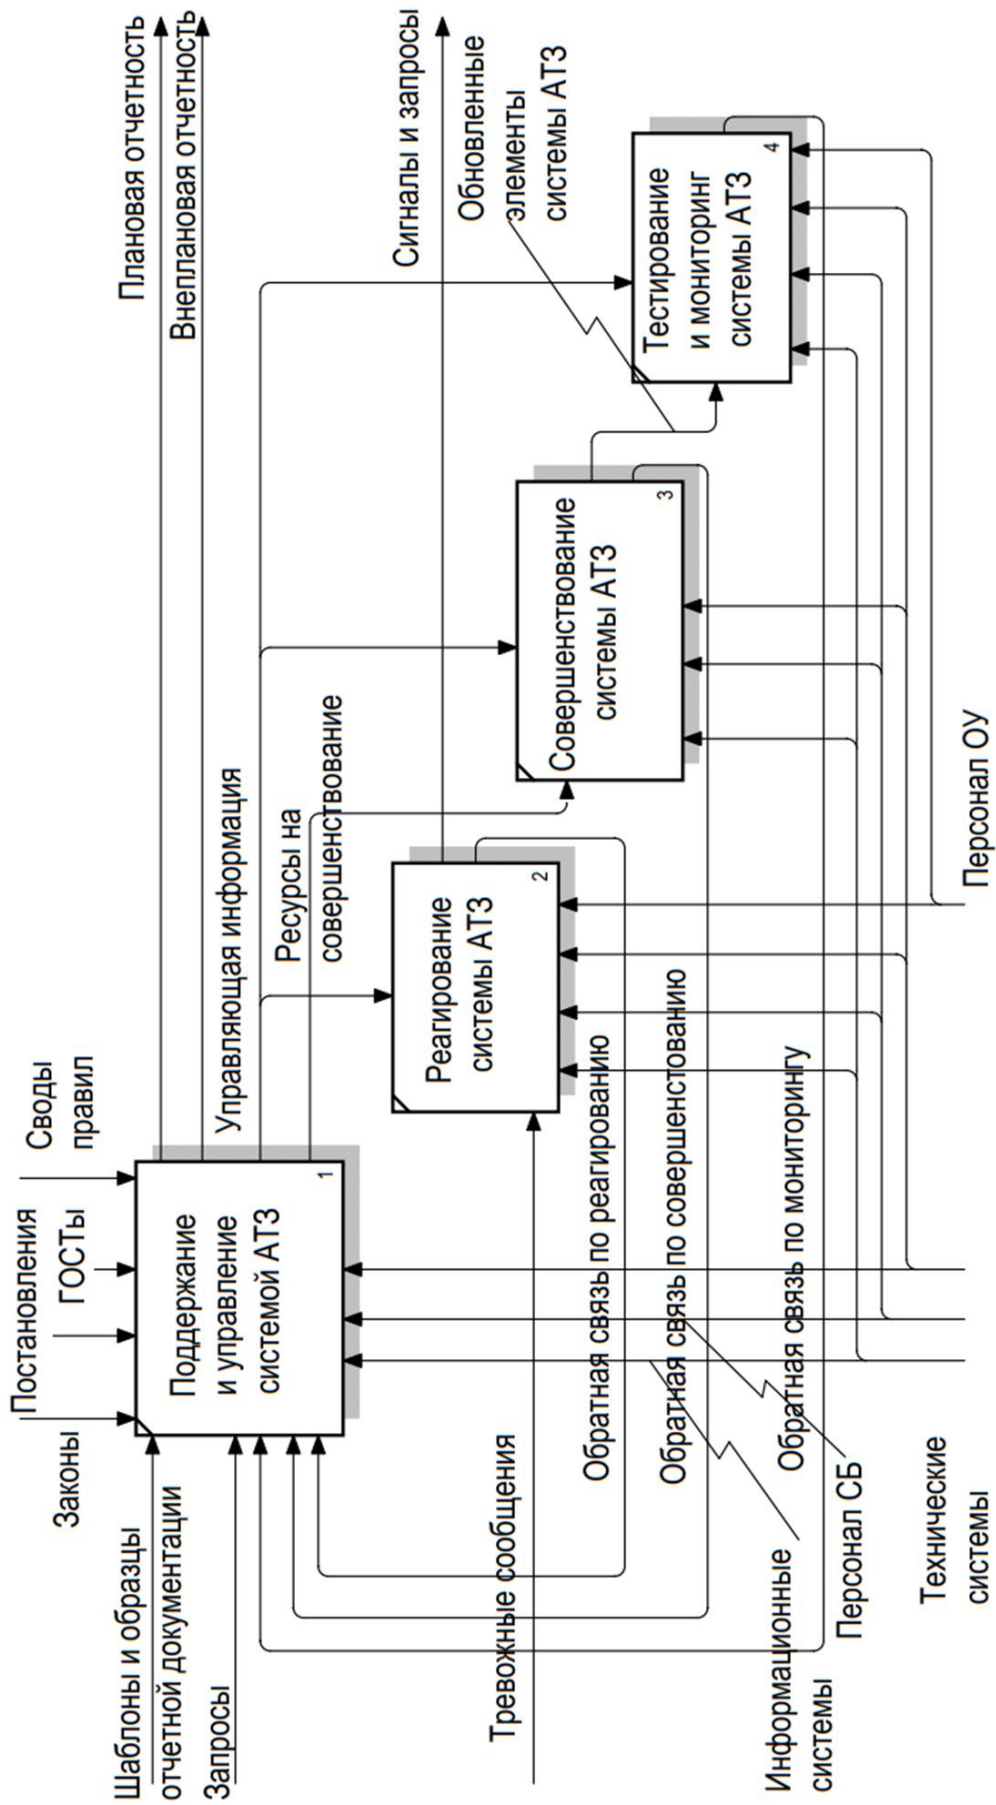 Законы
Постановления
ГОСТы
Своды
правил
Шаблоны и образцы
отчетной документации
Запросы
Поддержание
и управление
системой АТЗ
1
Плановая отчетность
Внеплановая отчетность
Управляющая информация
Ресурсы на
совершенствование
Тревожные сообщения
Реагирование
системы АТЗ
2
Сигналы и запросы
Совершенствование
системы АТЗ
3
Обновленные
элементы
системы АТЗ
Тестирование
и мониторинг
системы АТЗ
4
Обратная связь по реагированию
Обратная связь по совершенстованию
Обратная связь по мониторингу
Информационные
системы
Персонал СБ
Технические
системы
Персонал ОУ